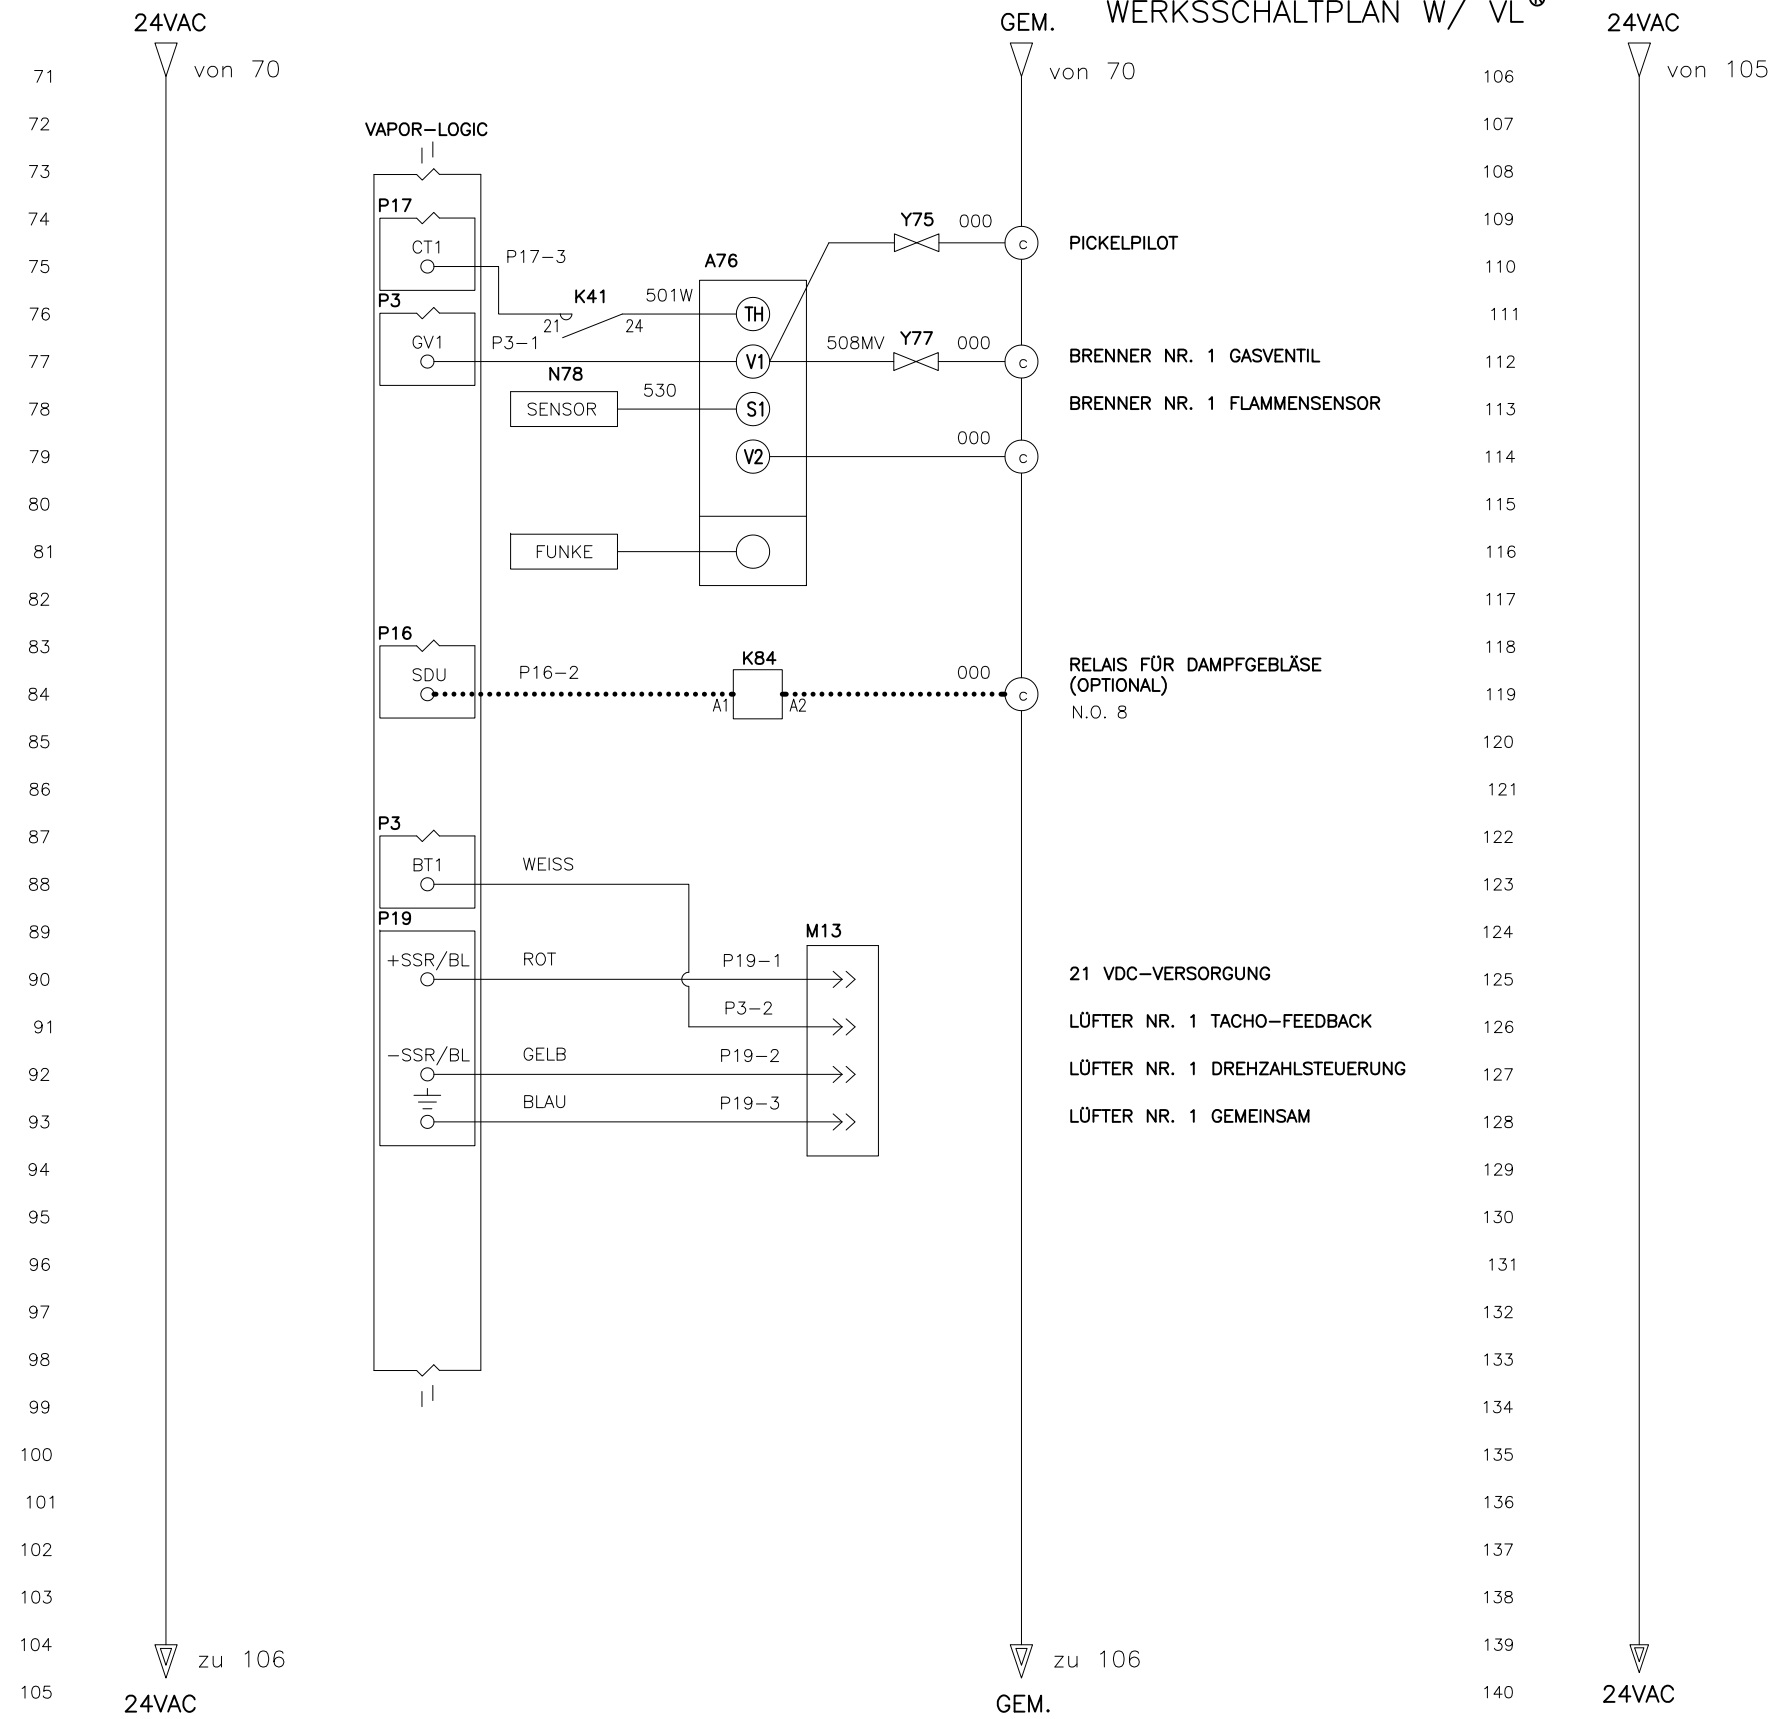 WERKSSCHALTPLAN W/ VL®
24VAC
GEM.
24VAC
von 70
von 70
von 105
71
106
72
107
VAPOR-LOGIC
73
108
P17
74
109
Y75
000
CT1
P17-3
PICKELPILOT
75
110
A76
P3
K41
501W
76
111
TH
21
24
GV1
P3-1
508MV
Y77
000
BRENNER NR. 1 GASVENTIL
77
112
V1
N78
530
78
113
SENSOR
S1
BRENNER NR. 1 FLAMMENSENSOR
000
79
114
V2
c
c
c
80
115
81
116
FUNKE
82
117
P16
83
118
K84
SDU
P16-2
000
RELAIS FÜR DAMPFGEBLÄSE
(OPTIONAL)
N.O. 8
84
119
A1
A2
c
85
120
86
121
P3
87
122
BT1
WEISS
88
123
P19
89
124
M13
+SSR/BL
ROT
P19-1
21 VDC-VERSORGUNG
90
125
P3-2
LÜFTER NR. 1 TACHO-FEEDBACK
91
126
-SSR/BL
GELB
P19-2
LÜFTER NR. 1 DREHZAHLSTEUERUNG
92
127
BLAU
P19-3
LÜFTER NR. 1 GEMEINSAM
93
128
94
129
95
130
96
131
97
132
98
133
99
134
100
135
101
136
102
137
103
138
104
139
zu 106
zu 106
105
140
24VAC
GEM.
24VAC